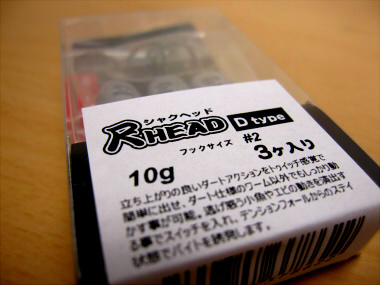 シャクヘッド
RHEAD D type
フックサイズ #2
10g 3ヶ入り
立ち上がりの良いダートアクションをトゥイッチ感覚で
簡単に出せ、ダート仕様のワーム以外でもしっかり動
かす事が可能。逃げ惑う小魚やエビの動きを演出す
る事でスイッチを入れ、テンションフォールからのステイ
状態でバイトを誘発します。